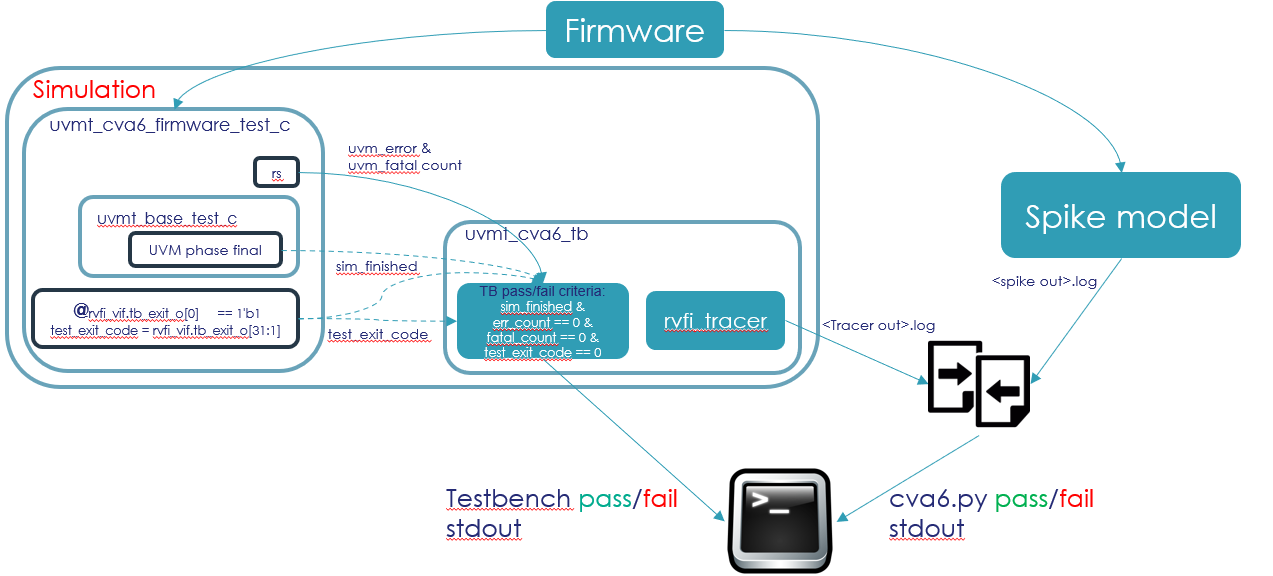 Firmware
Simulation
uvmt_cva6_firmware_test_c
rs
uvm_error &
uvm_fatal count
uvmt_base_test_c
UVM phase final
sim_finished
@rvfi_vif.tb_exit_o[0] == 1'b1
test_exit_code = rvfi_vif.tb_exit_o[31:1]
test_exit_code
uvmt_cva6_tb
TB pass/fail criteria:
sim_finished &
err_count == 0 &
fatal_count == 0 &
test_exit_code == 0
rvfi_tracer
Spike model
<spike out>.log
<Tracer out>.log
Testbench pass/fail
stdout
>_
cva6.py pass/fail
stdout